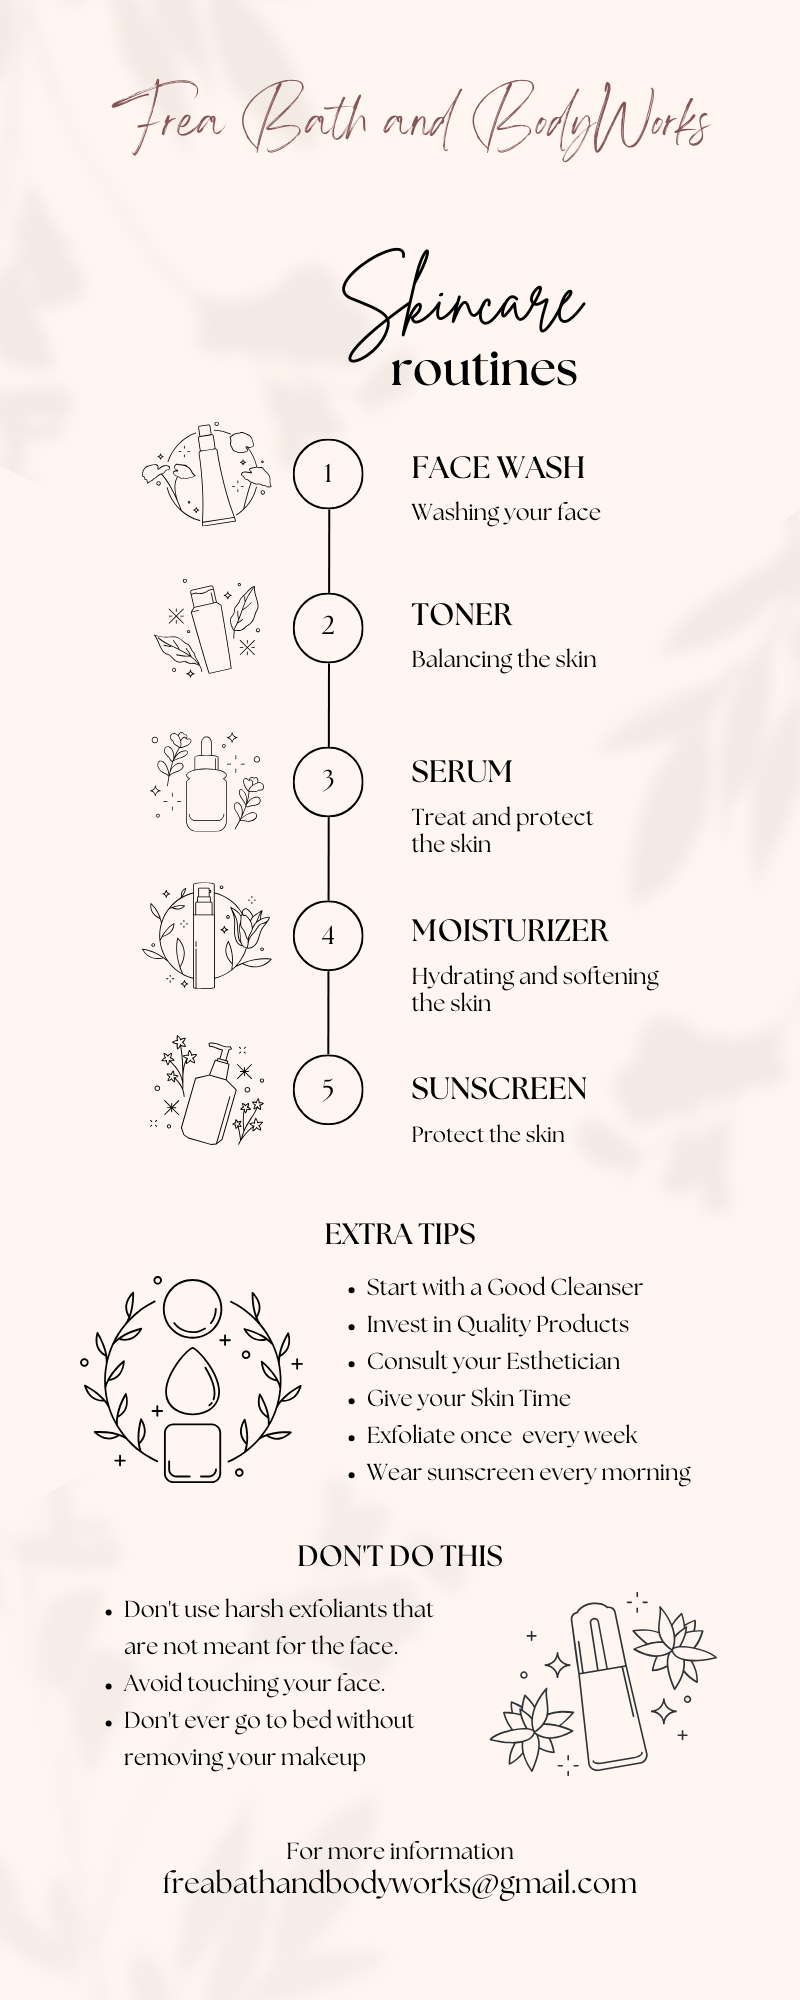 Frea Bath and BodyWorks
Skincare
routines
1
FACE WASH
Washing your face
2
TONER
Balancing the skin
3
SERUM
Treat and protect
the skin
4
MOISTURIZER
Hydrating and softening
the skin
5
SUNSCREEN
Protect the skin
EXTRA TIPS
• Start with a Good Cleanser
• Invest in Quality Products
• Consult your Esthetician
• Give your Skin Time
• Exfoliate once  every week
• Wear sunscreen every morning
DON'T DO THIS
• Don't use harsh exfoliants that
are not meant for the face.
• Avoid touching your face.
• Don't ever go to bed without
removing your makeup
For more information
freabathandbodyworks@gmail.com